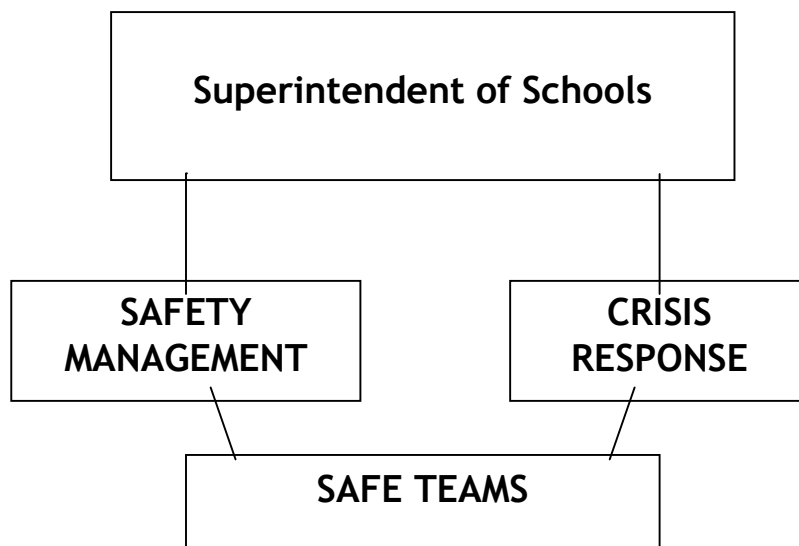 Superintendent of Schools
SAFETY
MANAGEMENT
CRISIS
RESPONSE
SAFE TEAMS